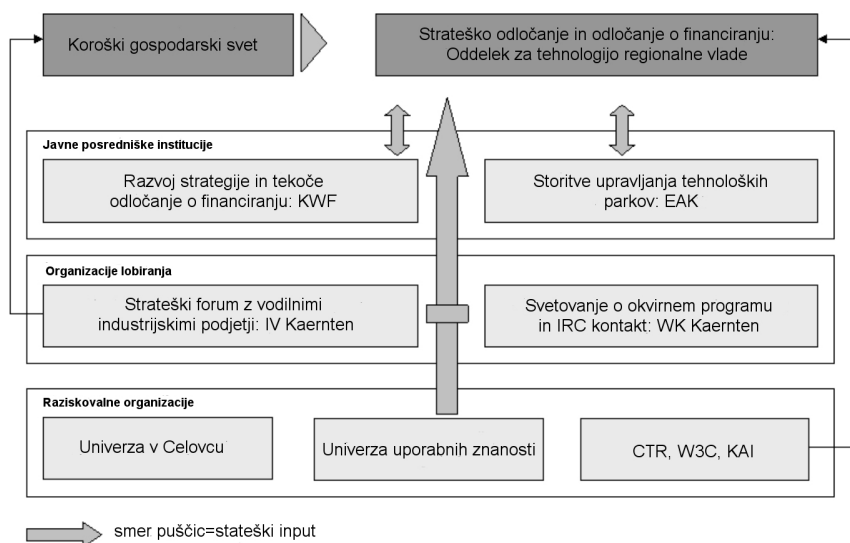 Koroški gospodarski svet
Strateško odločanje in odločanje o financiranju:
Oddelek za tehnologijo regionalne vlade
Javne posredniške institucije
Razvoj strategije in tekoče
odločanje o financiranju: KWF
Storitve upravljanja tehnoloških
parkov: EAK
Organizacije lobiranja
Strateški forum z vodilnimi
industrijskimi podjetji: IV Kaernten
Svetovanje o okvirnem programu
in IRC kontakt: WK Kaernten
Raziskovalne organizacije
Univerza v Celovcu
Univerza uporabnih znanosti
CTR, W3C, KAI
smer puščic=stateški input